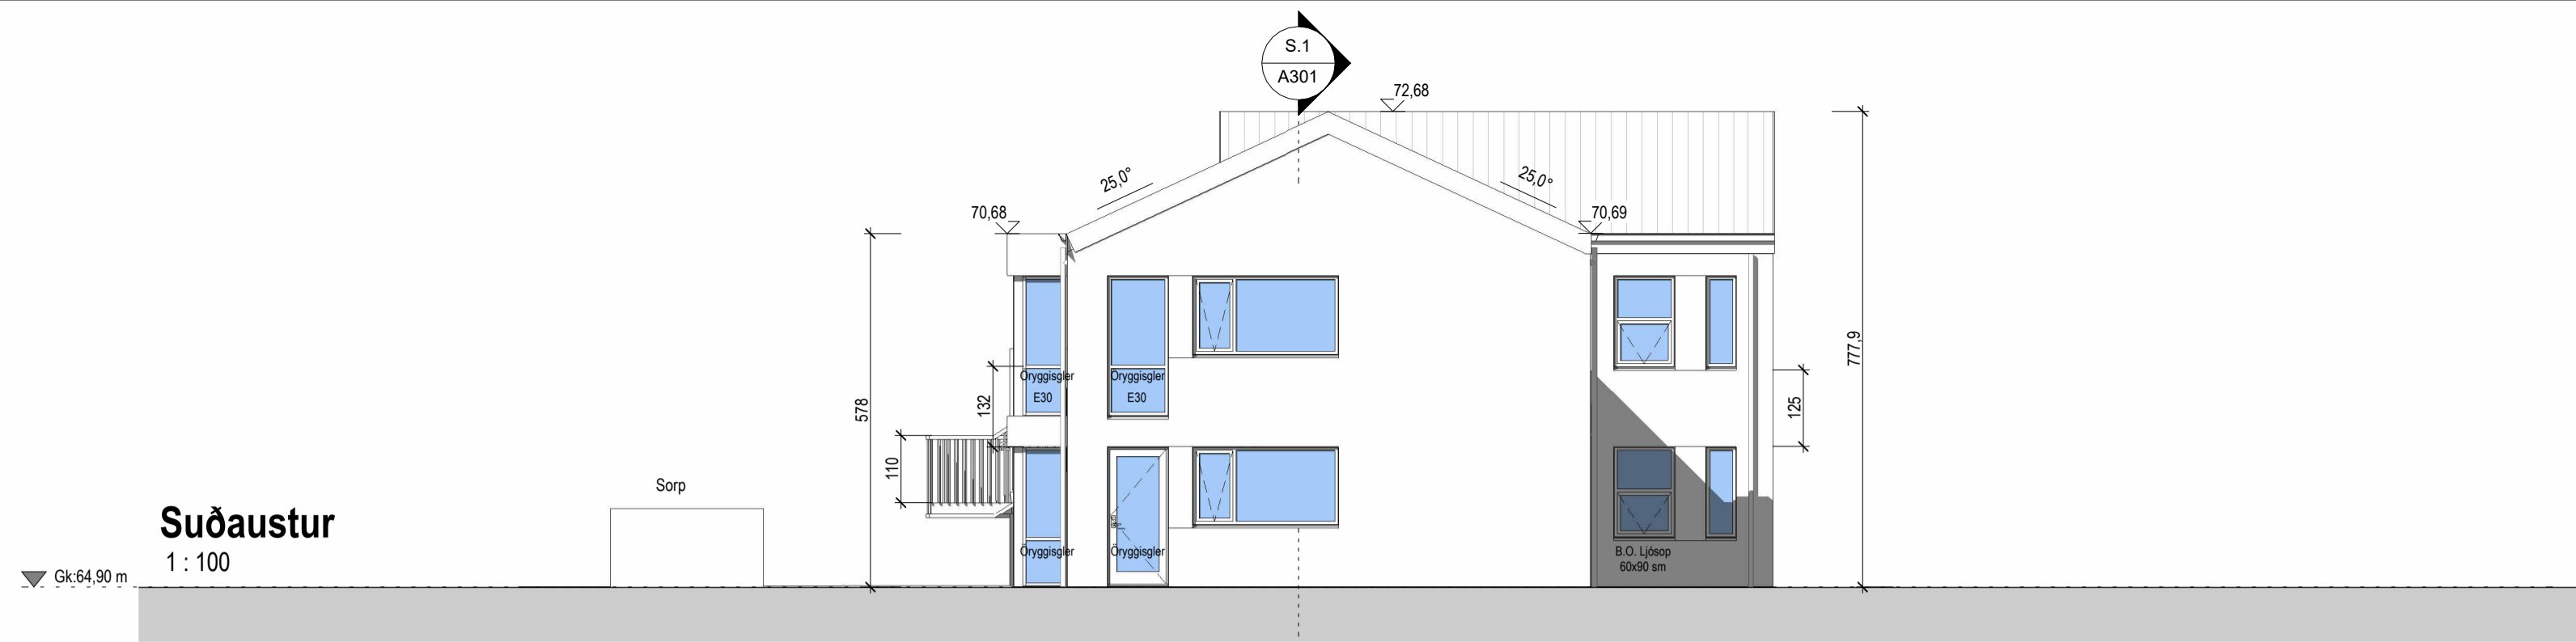 S.1
A301
72,68
25,0°
25,0°
70,68
70,69
777,9
578
132
125
110
Öryggisgler
E30
Öryggisgler
E30
Sorp
Suðaustur
1 : 100
Öryggisgler
Öryggisgler
B.O. Ljósop
60x90 sm
Gk:64,90 m